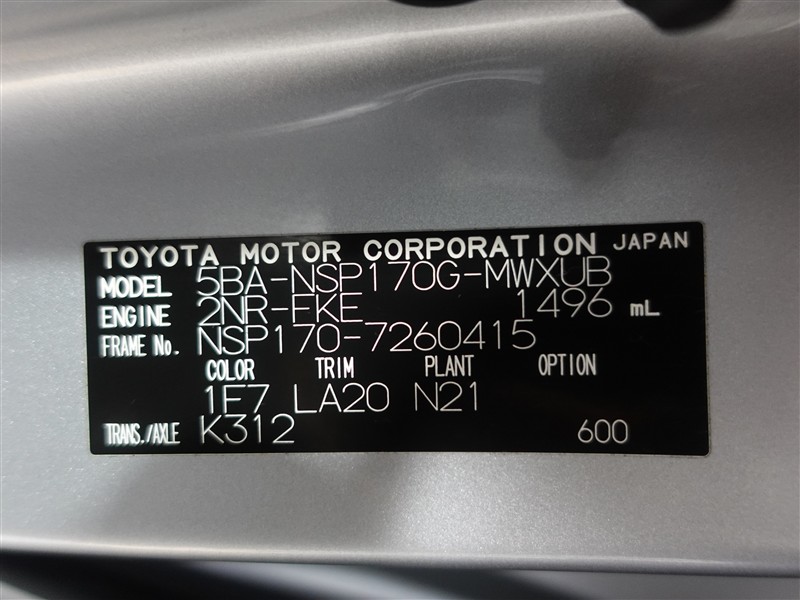 TOYOTA MOTOR CORPORATION JAPAN
MODEL 5BA-NSP170G-MWXUB
ENGINE 2NR-FKE 1496 mL
FRAME No. NSP170-7260415
COLOR TRIM PLANT OPTION
1F7 LA20 N21
TRANS./AXLE K312 600